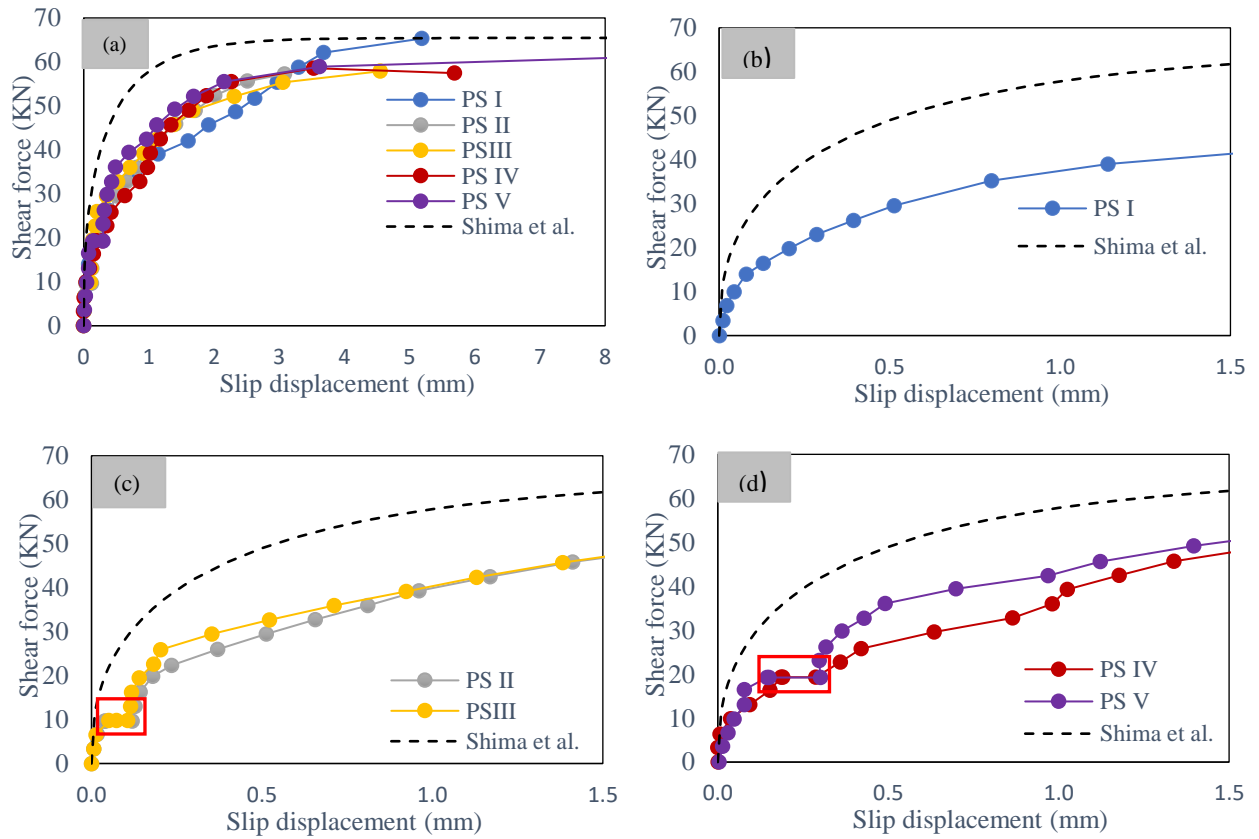 (a)
Shear force (KN)
70
60
50
40
30
20
10
0
PS I
PS II
PSIII
PS IV
PS V
Shima et al.
0 1 2 3 4 5 6 7 8
Slip displacement (mm)
(b)
Shear force (KN)
70
60
50
40
30
20
10
0
PS I
Shima et al.
0.0 0.5 1.0 1.5
Slip displacement (mm)
(c)
Shear force (KN)
70
60
50
40
30
20
10
0
PS II
PSIII
Shima et al.
0.0 0.5 1.0 1.5
Slip displacement (mm)
(d)
Shear force (KN)
70
60
50
40
30
20
10
0
PS IV
PS V
Shima et al.
0.0 0.5 1.0 1.5
Slip displacement (mm)